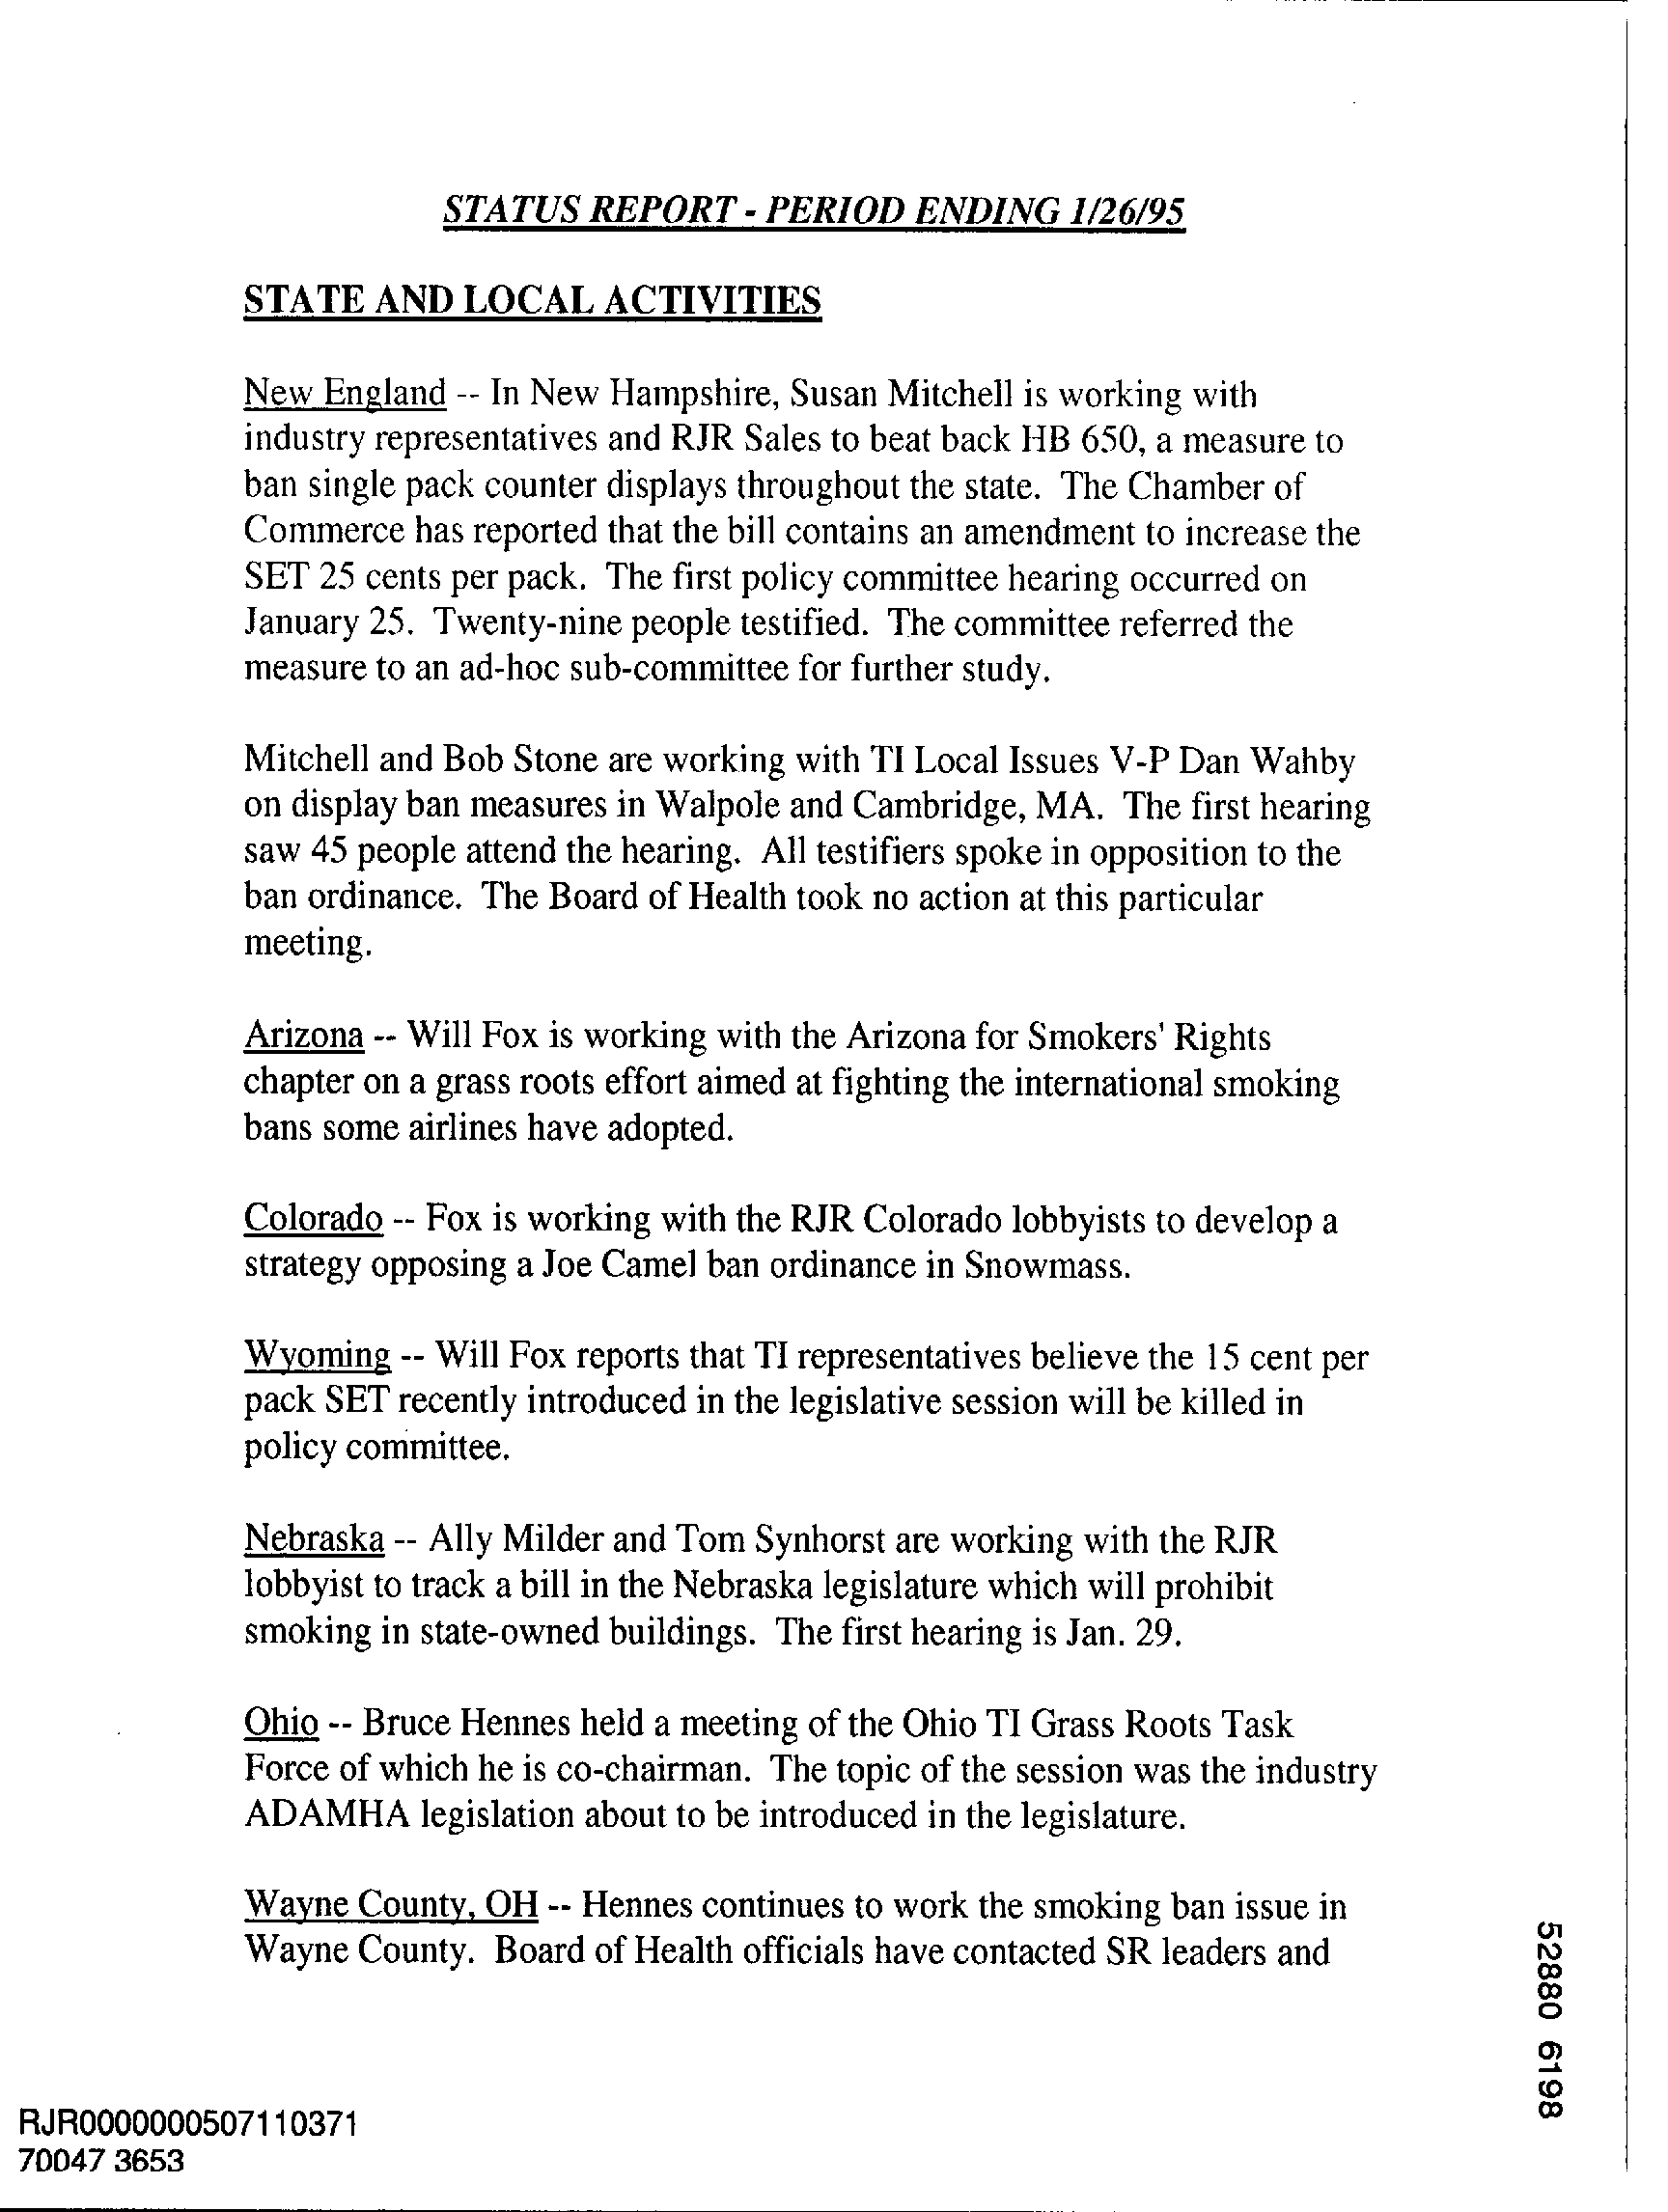 STATUS REPORT - PERIOD ENDING 1/26/95
STATE AND LOCAL ACTIVITIES
New England -- In New Hampshire, Susan Mitchell is working with
industry representatives and RJR Sales to beat back HB 650, a measure to
ban single pack counter displays throughout the state. The Chamber of
Commerce has reported that the bill contains an amendment to increase the
SET 25 cents per pack. The first policy committee hearing occurred on
January 25. Twenty-nine people testified. The committee referred the
measure to an ad-hoc sub-committee for further study.
Mitchell and Bob Stone are working with TI Local Issues V-P Dan Wahby
on display ban measures in Walpole and Cambridge, MA. The first hearing
saw 45 people attend the hearing. All testifiers spoke in opposition to the
ban ordinance. The Board of Health took no action at this particular
meeting.
Arizona -- Will Fox is working with the Arizona for Smokers' Rights
chapter on a grass roots effort aimed at fighting the international smoking
bans some airlines have adopted.
Colorado -- Fox is working with the RJR Colorado lobbyists to develop a
strategy opposing a Joe Camel ban ordinance in Snowmass.
Wyoming -- Will Fox reports that TI representatives believe the 15 cent per
pack SET recently introduced in the legislative session will be killed in
policy committee.
Nebraska -- Ally Milder and Tom Synhorst are working with the RJR
lobbyist to track a bill in the Nebraska legislature which will prohibit
smoking in state-owned buildings. The first hearing is Jan. 29.
Ohio -- Bruce Hennes held a meeting of the Ohio TI Grass Roots Task
Force of which he is co-chairman. The topic of the session was the industry
ADAMHA legislation about to be introduced in the legislature.
Wayne County, OH -- Hennes continues to work the smoking ban issue in
Wayne County. Board of Health officials have contacted SR leaders and
52880 6198
RJR0000000507110371
70047 3653